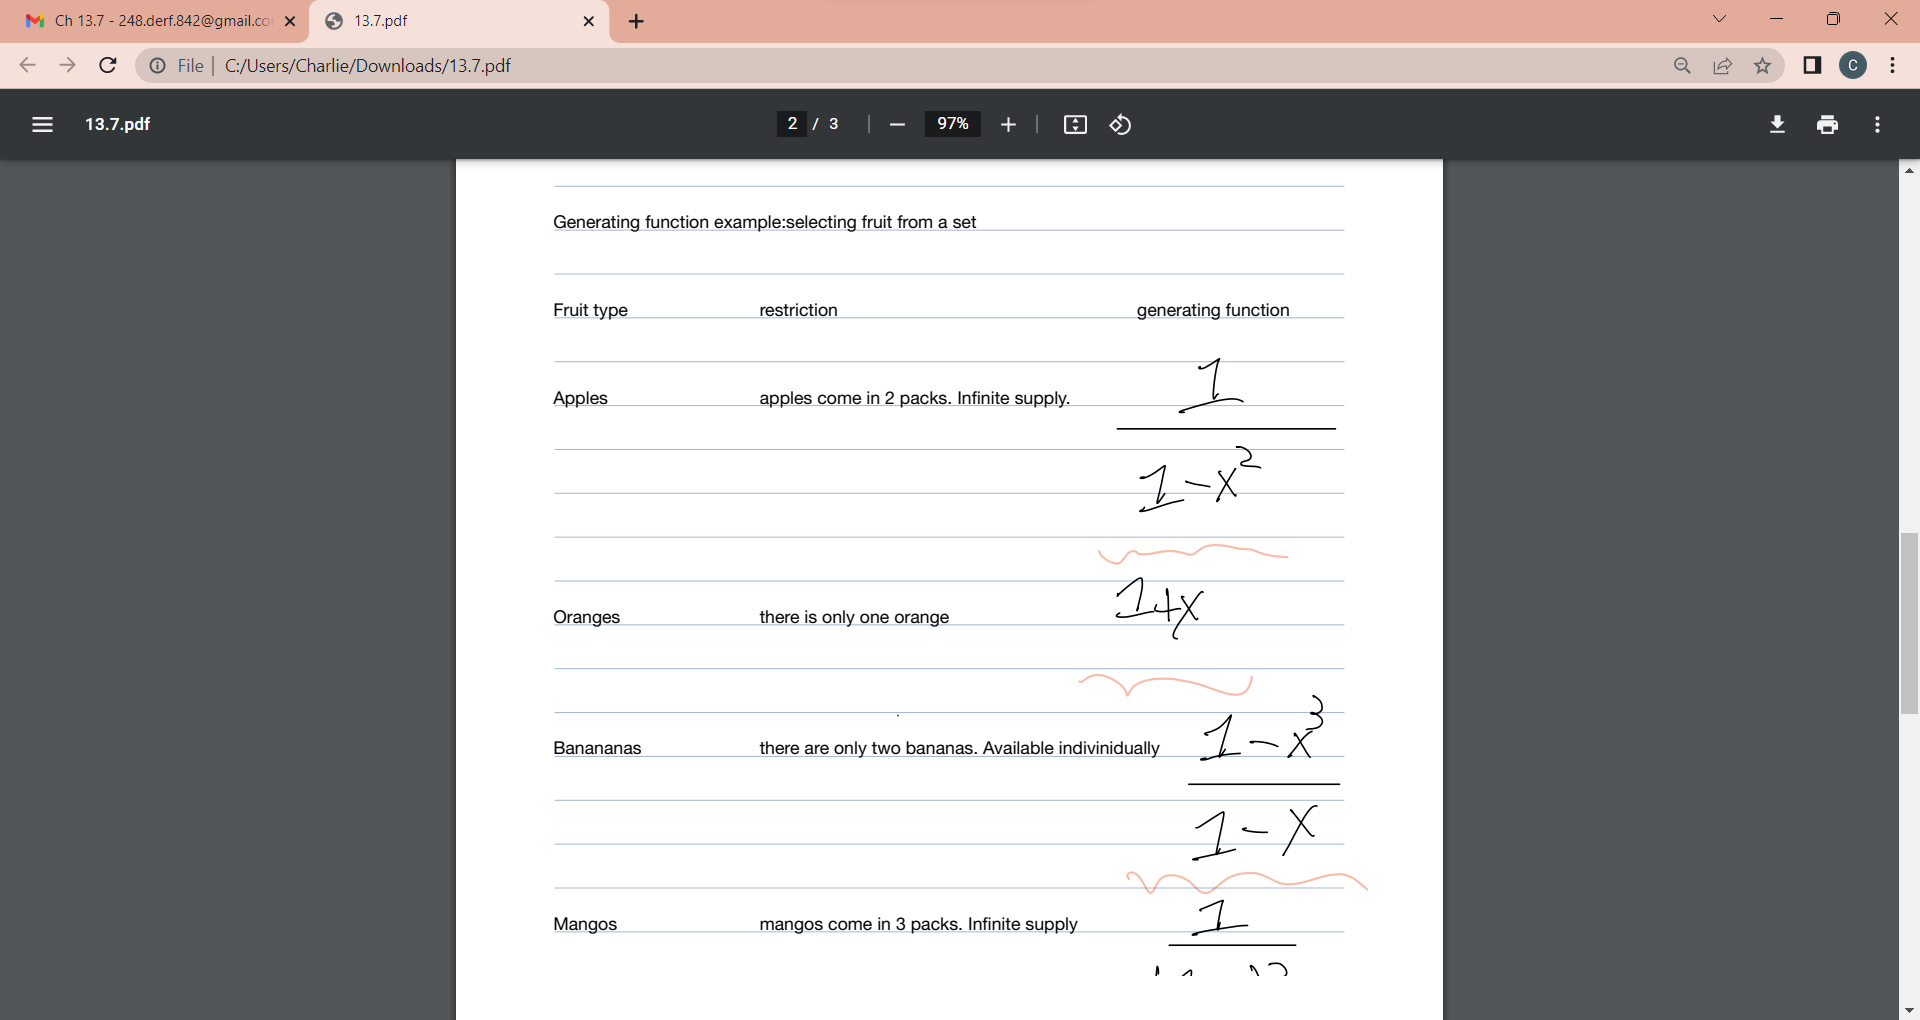 Ch 13.7 - 248.derf.842@gmail.co
13.7.pdf
File | C:/Users/Charlie/Downloads/13.7.pdf
C
13.7.pdf
2 / 3
97%
Generating function example:selecting fruit from a set
Fruit type restriction generating function
Apples apples come in 2 packs. Infinite supply. 1
1-x²
Oranges there is only one orange 1+x
Banananas there are only two bananas. Available indivinidually 1-x³
1-x
Mangos mangos come in 3 packs. Infinite supply 1